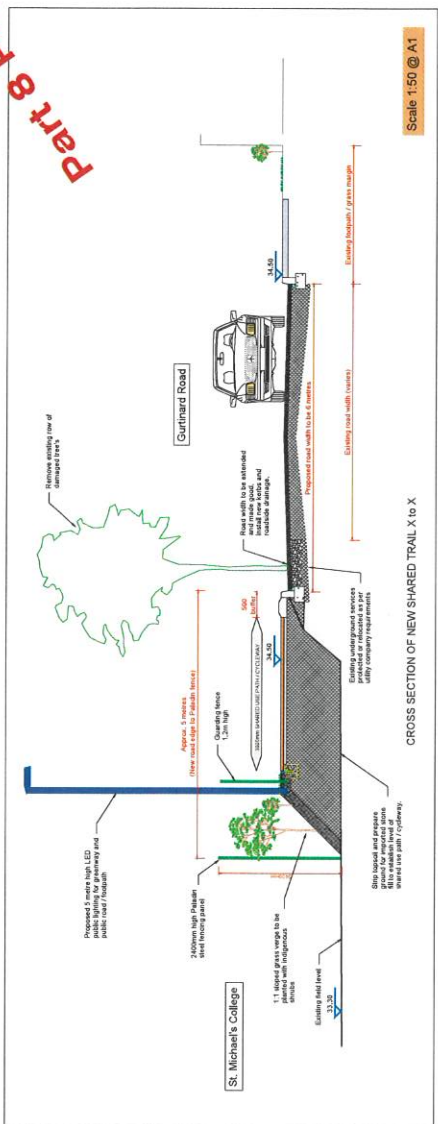 Part 8
Scale 1:50 @ A1
Gurtinard Road
St. Michael's College
Remove existing row of
damaged tree's
Proposed 5 metre high LED
public lighting for greenway and
public road / footpath
Approx. 5 metres
(New road edge to Paladin fence)
2400mm high Paladin
steel fencing panel
Guarding fence
1.2m high
500
buffer
SHARED USE PATH / CYCLEWAY
34.50
Road width to be extended
and made good.
Install new kerbs and
roadside drainage.
34.50
1:1 sloped grass verge to be
planted with indigenous
shrubs
Existing field level
33.30
Proposed road width to be 6 metres
Existing road width (varies)
Existing footpath / grass margin
Strip topsoil and prepare
ground for imported stone
fill to establish level of
shared use path / cycleway.
Existing underground services
protected or relocated as per
utility company requirements
CROSS SECTION OF NEW SHARED TRAIL X to X